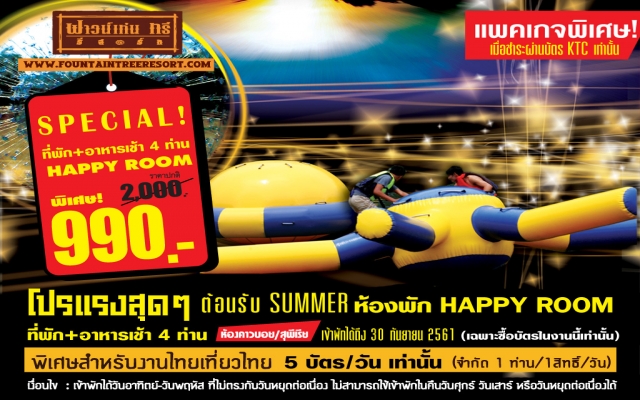 ฟาวน์เท่น ทรี
รีสอร์ท
WWW.FOUNTAINTREERESORT.COM
แพคเกจพิเศษ!
เมื่อชำระผ่านบัตร KTC เท่านั้น
SPECIAL!
ที่พัก+อาหารเช้า 4 ท่าน
HAPPY ROOM
ราคาปกติ
2,000.-
พิเศษ!
990.-
โปรแรงสุดๆ ต้อนรับ SUMMER ห้องพัก HAPPY ROOM
ที่พัก+อาหารเช้า 4 ท่าน ห้องคาวบอย/สุพีเรีย เข้าพักได้ถึง 30 กันยายน 2561 (เฉพาะซื้อบัตรในงานนี้เท่านั้น)
พิเศษสำหรับงานไทยเที่ยวไทย 5 บัตร/วัน เท่านั้น (จำกัด 1 ท่าน/1สิทธิ์/วัน)
เงื่อนไข : เข้าพักได้วันอาทิตย์-วันพฤหัส ที่ไม่ตรงกับวันหยุดต่อเนื่อง ไม่สามารถใช้เข้าพักในคืนวันศุกร์ วันเสาร์ หรือวันหยุดต่อเนื่องได้